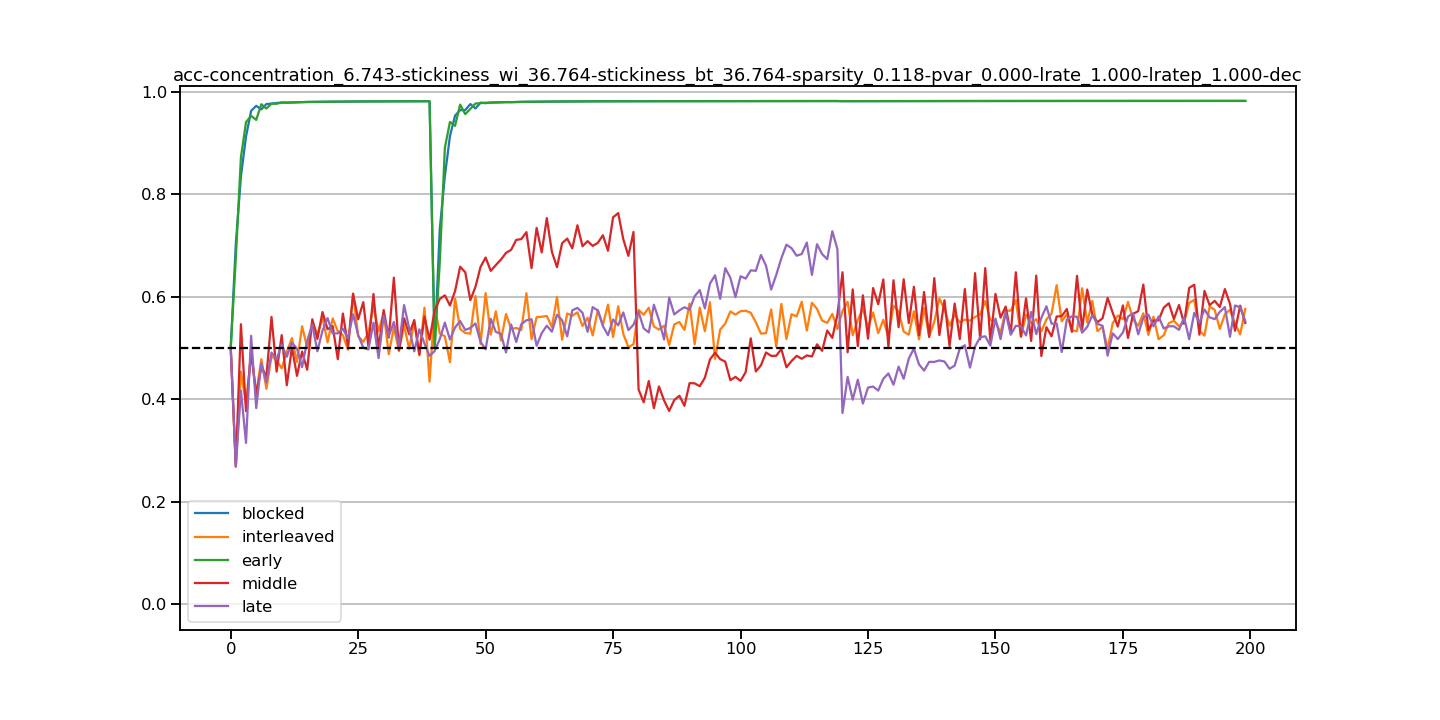 acc-concentration_6.743-stickiness_wi_36.764-stickiness_bt_36.764-sparsity_0.118-pvar_0.000-lrate_1.000-lratep_1.000-dec
1.0
0.8
0.6
0.4
0.2
0.0
blocked
interleaved
early
middle
late
0 25 50 75 100 125 150 175 200